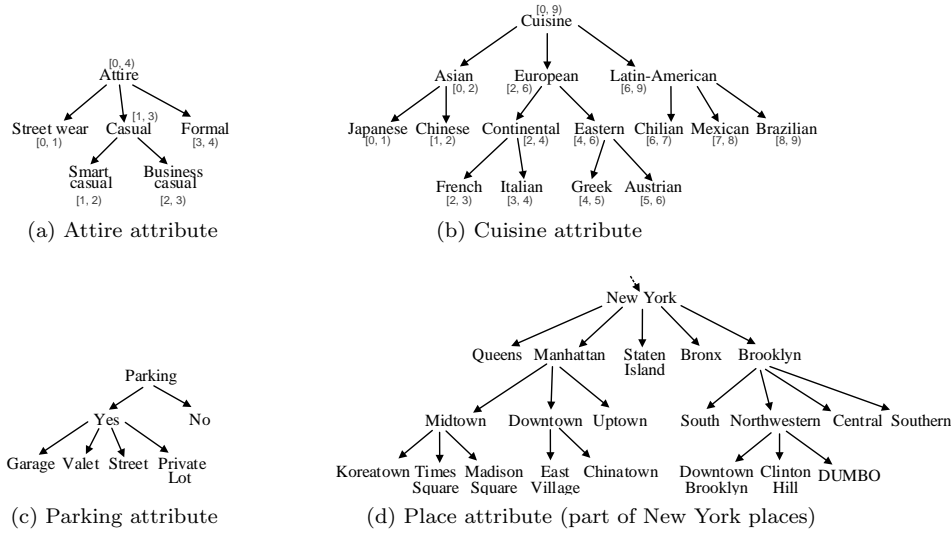 [0, 4)
Attire
Street wear
[0, 1)
Casual
[1, 3)
Formal
[3, 4)
Smart
casual
[1, 2)
Business
casual
[2, 3)
(a) Attire attribute
[0, 9)
Cuisine
Asian
[0, 2)
European
[2, 6)
Latin-American
[6, 9)
Japanese
[0, 1)
Chinese
[1, 2)
Continental
[2, 4)
Eastern
[4, 6)
Chilian
[6, 7)
Mexican
[7, 8)
Brazilian
[8, 9)
French
[2, 3)
Italian
[3, 4)
Greek
[4, 5)
Austrian
[5, 6)
(b) Cuisine attribute
Parking
Yes
No
Garage
Valet
Street
Private
Lot
(c) Parking attribute
New York
Queens
Manhattan
Staten
Island
Bronx
Brooklyn
Midtown
Downtown
Uptown
South
Northwestern
Central
Southern
Koreatown
Times
Square
Madison
Square
East
Village
Chinatown
Downtown
Brooklyn
Clinton
Hill
DUMBO
(d) Place attribute (part of New York places)